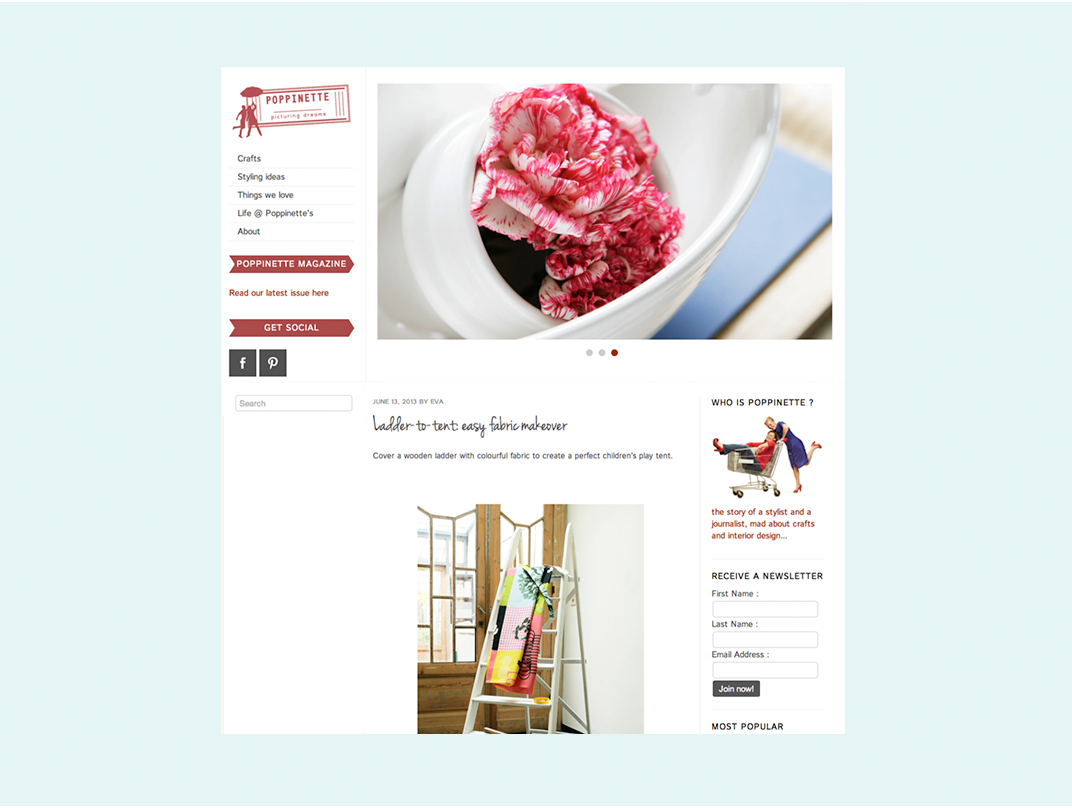 POPPINETTE
picturing dreams
Crafts
Styling ideas
Things we love
Life @ Poppinette's
About
POPPINETTE MAGAZINE
Read our latest issue here
GET SOCIAL
f
Search
JUNE 13, 2013 BY EVA
Ladder-to-tent: easy fabric makeover
Cover a wooden ladder with colourful fabric to create a perfect children's play tent.
WHO IS POPPINETTE ?
the story of a stylist and a
journalist, mad about crafts
and interior design...
RECEIVE A NEWSLETTER
First Name :
Last Name :
Email Address :
Join now!
MOST POPULAR